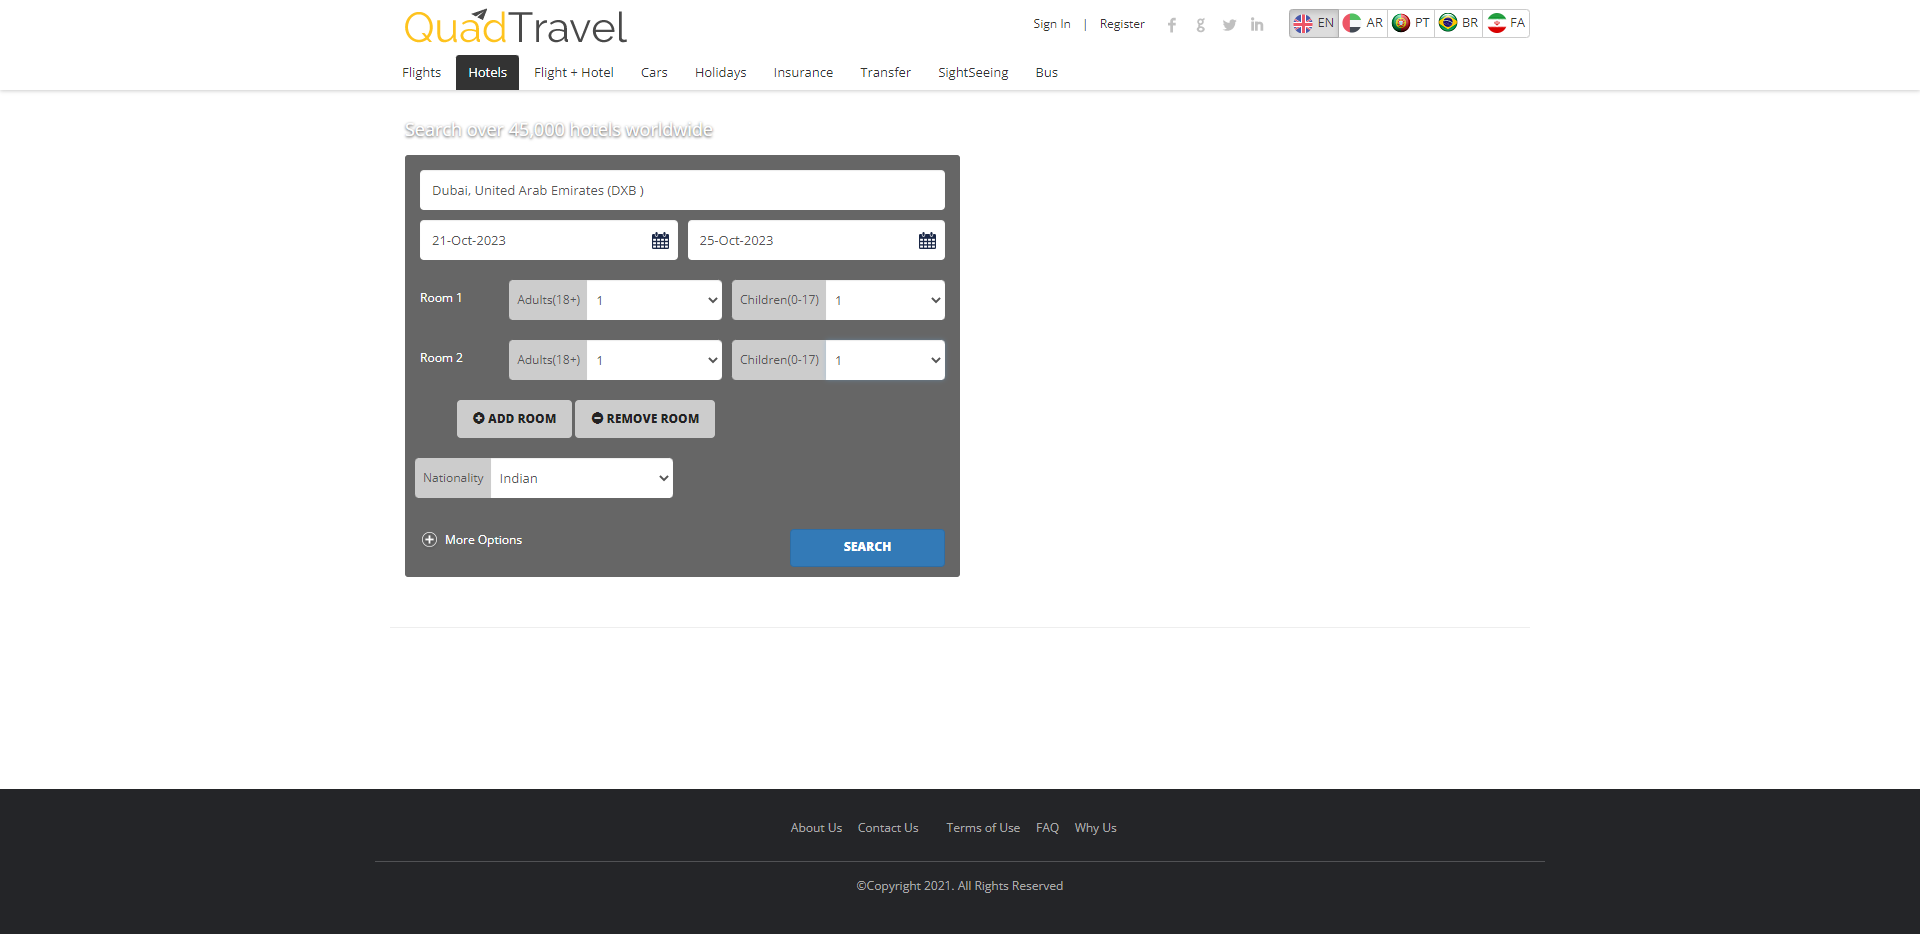 QuadTravel
Sign In | Register
EN AR PT BR FA
Flights Hotels Flight + Hotel Cars Holidays Insurance Transfer SightSeeing Bus
Search over 45,000 hotels worldwide
Dubai, United Arab Emirates (DXB )
21-Oct-2023 25-Oct-2023
Room 1 Adults(18+) 1 Children(0-17) 1
Room 2 Adults(18+) 1 Children(0-17) 1
ADD ROOM REMOVE ROOM
Nationality Indian
More Options SEARCH
About Us Contact Us Terms of Use FAQ Why Us
©Copyright 2021. All Rights Reserved